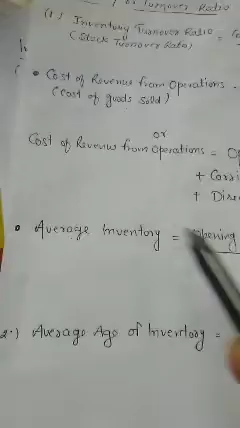 Turnover Ratio
(1) Inventory Turnover Ratio =
(Stock Turnover Ratio)
• Cost of Revenue from Operations
(Cost of goods sold)
or
Cost of Revenue from Operations =
+
+
• Average Inventory = Opening
2.) Average Age of Inventory =